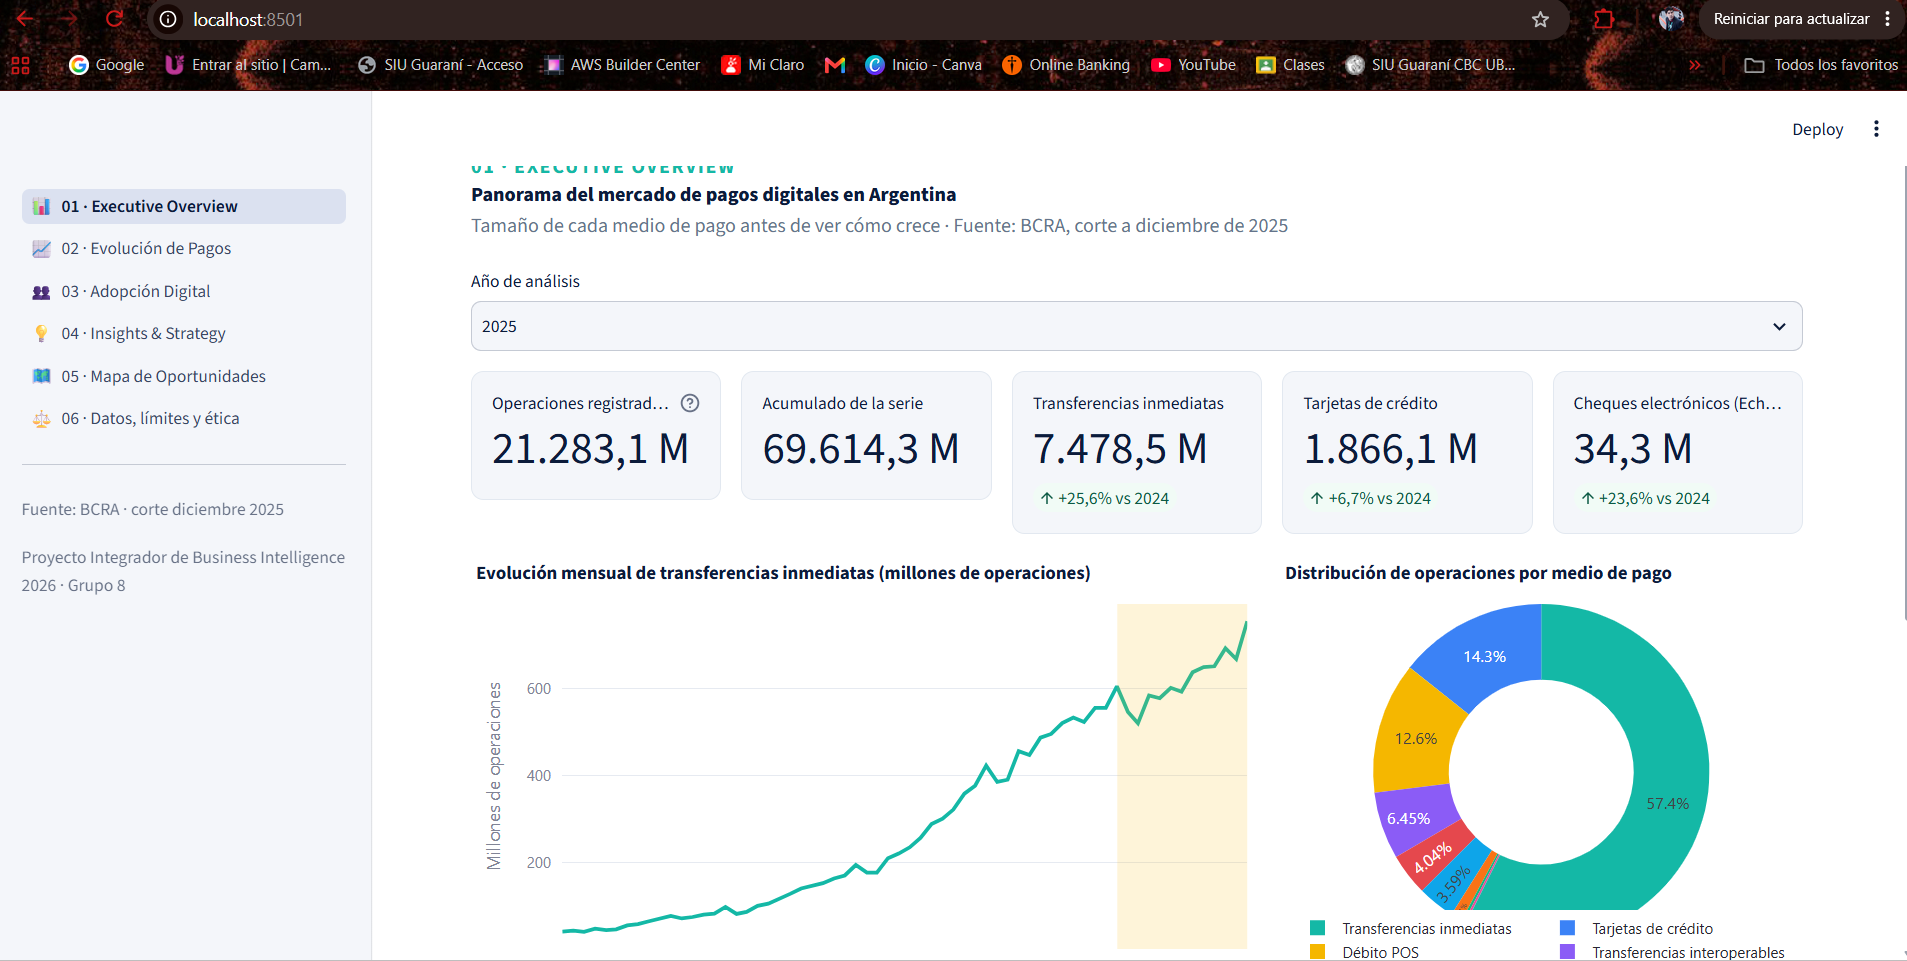 localhost:8501
Reiniciar para actualizar
Google
Entrar al sitio | Cam...
SIU Guaraní - Acceso
AWS Builder Center
Mi Claro
Inicio - Canva
Online Banking
YouTube
Clases
SIU Guaraní CBC UB...
»
Todos los favoritos
Deploy
01 · Executive Overview
02 · Evolución de Pagos
03 · Adopción Digital
04 · Insights & Strategy
05 · Mapa de Oportunidades
06 · Datos, límites y ética
Fuente: BCRA · corte diciembre 2025
Proyecto Integrador de Business Intelligence
2026 · Grupo 8
01 · EXECUTIVE OVERVIEW
Panorama del mercado de pagos digitales en Argentina
Tamaño de cada medio de pago antes de ver cómo crece · Fuente: BCRA, corte a diciembre de 2025
Año de análisis
2025
Operaciones registrad...
21.283,1 M
Acumulado de la serie
69.614,3 M
Transferencias inmediatas
7.478,5 M
↑ +25,6% vs 2024
Tarjetas de crédito
1.866,1 M
↑ +6,7% vs 2024
Cheques electrónicos (Ech...
34,3 M
↑ +23,6% vs 2024
Evolución mensual de transferencias inmediatas (millones de operaciones)
Millones de operaciones
600
400
200
Distribución de operaciones por medio de pago
14.3%
12.6%
57.4%
6.45%
4.04%
3.59%
Transferencias inmediatas
Tarjetas de crédito
Débito POS
Transferencias interoperables